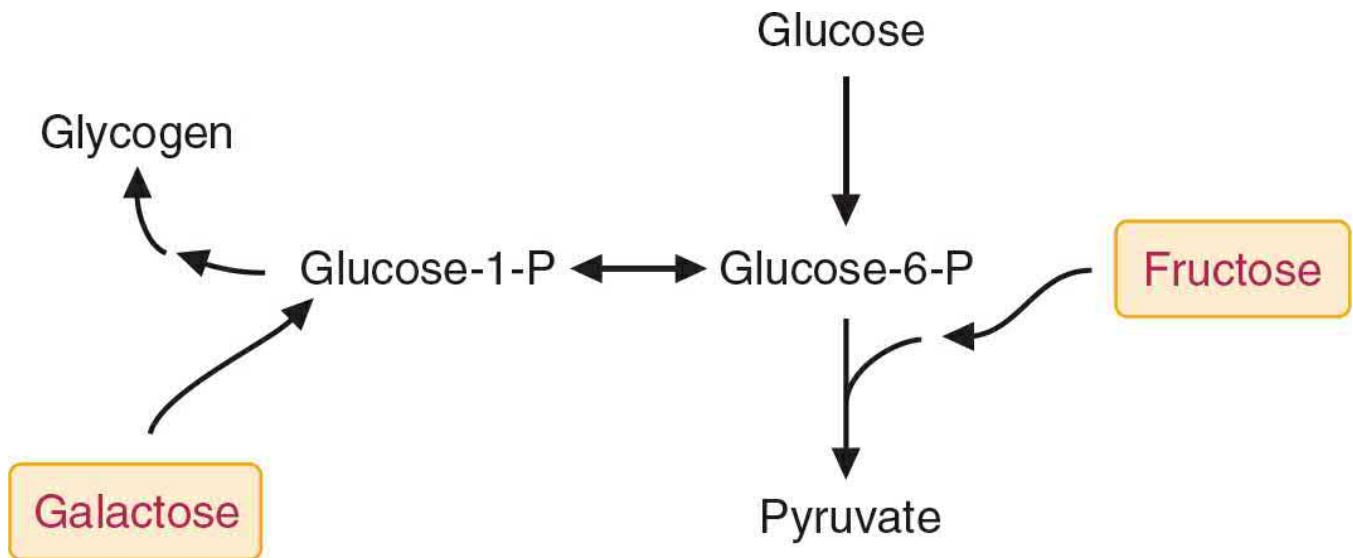 Glucose
Glycogen
Glucose-1-P
Glucose-6-P
Fructose
Galactose
Pyruvate